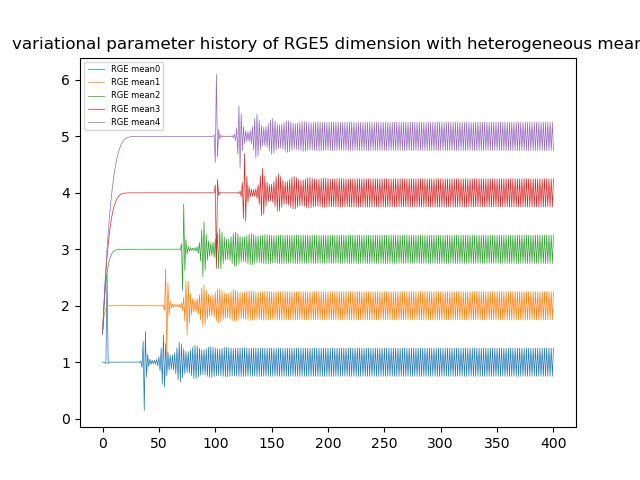 variational parameter history of RGE5 dimension with heterogeneous mean
RGE mean0
RGE mean1
RGE mean2
RGE mean3
RGE mean4
6
5
4
3
2
1
0
0 50 100 150 200 250 300 350 400